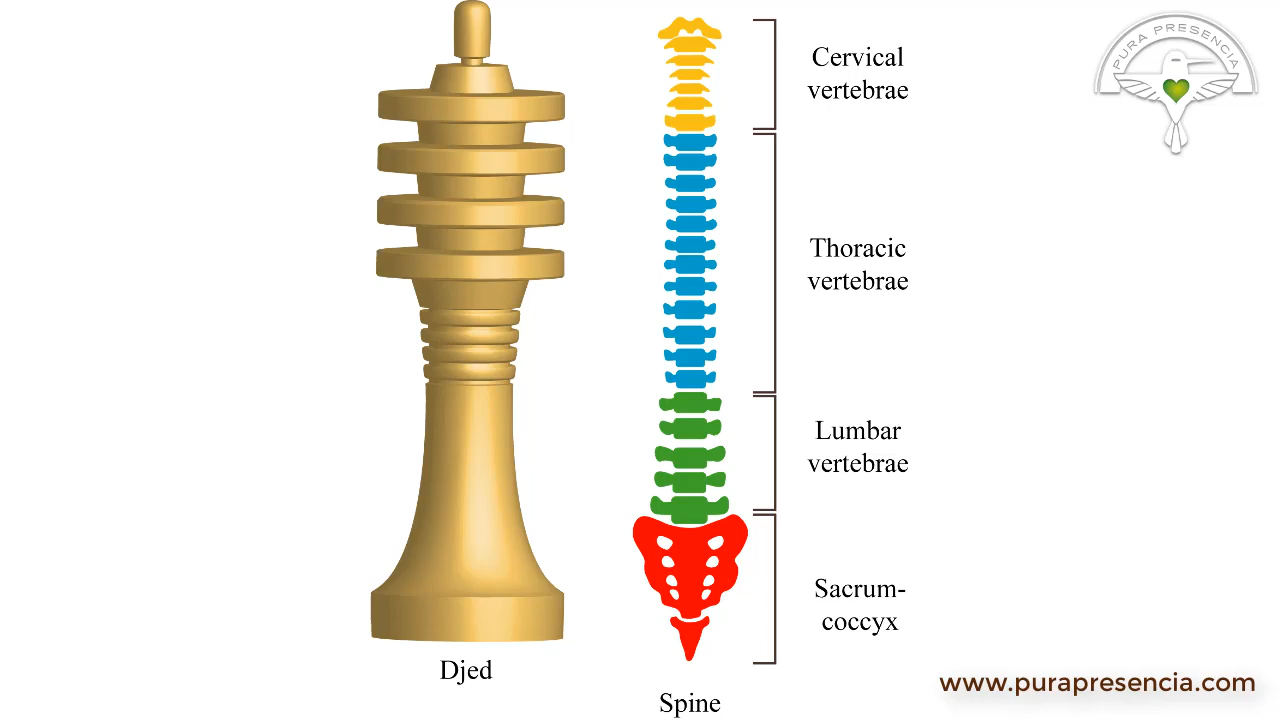 PURA PRESENCIA
Cervical
vertebrae
Thoracic
vertebrae
Lumbar
vertebrae
Sacrum-
coccyx
Djed
Spine
www.purapresencia.com